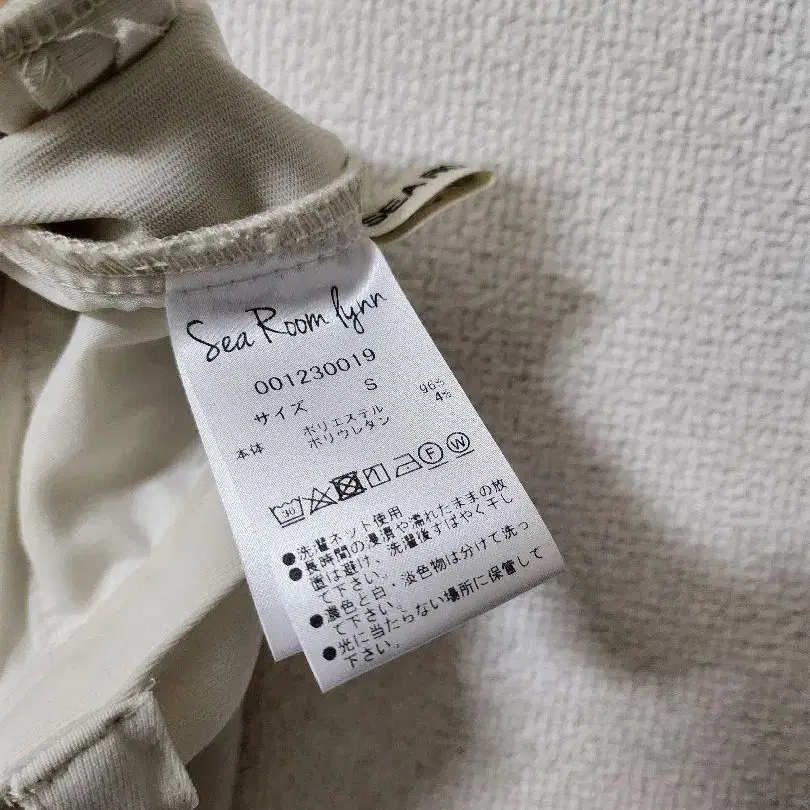 SEA R
Sea Room lynn
001230019
サイズ S
本体 ポリエステル 96%
ポリウレタン 4%
30 F W
●洗濯ネット使用
●長時間の浸漬や濡れたままの放
置は避け、洗濯後すばやく干し
て下さい。
●濃色と白、淡色物は分けて洗っ
て下さい。
●光に当たらない場所に保管して
下さい。